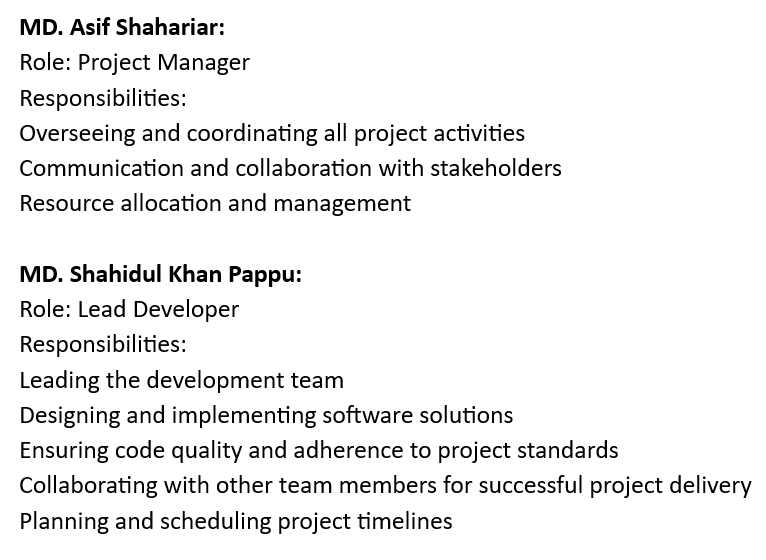 MD. Asif Shahariar:
Role: Project Manager
Responsibilities:
Overseeing and coordinating all project activities
Communication and collaboration with stakeholders
Resource allocation and management
MD. Shahidul Khan Pappu:
Role: Lead Developer
Responsibilities:
Leading the development team
Designing and implementing software solutions
Ensuring code quality and adherence to project standards
Collaborating with other team members for successful project delivery
Planning and scheduling project timelines